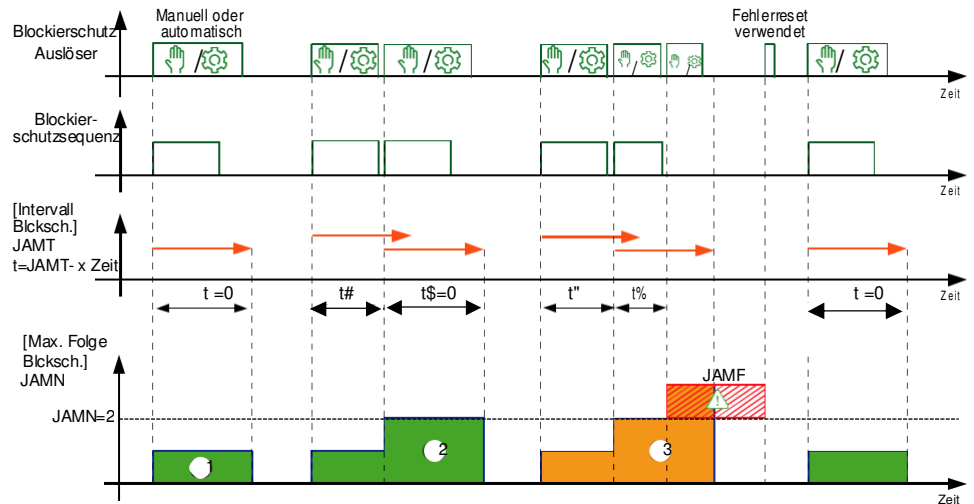 Blockierschutz
Auslöser
Manuell oder
automatisch
Fehlerreset
verwendet
/
/
/
/
/
/
/
Zeit
Blockier-
schutzsequenz
Zeit
[Intervall
Blcksch.]
JAMT
t=JAMT- x Zeit
t =0
t#
t$=0
t"
t%
t =0
Zeit
[Max. Folge
Blcksch.]
JAMN
JAMF
JAMN=2
1
2
3
Zeit